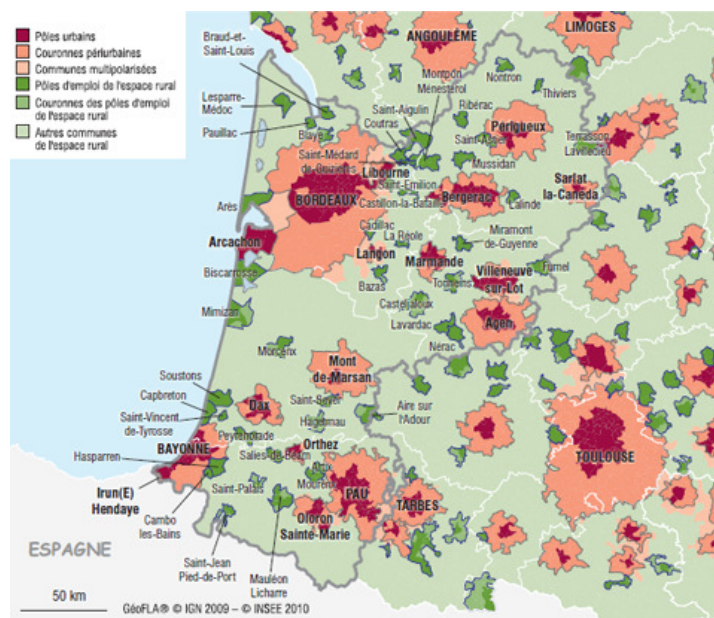 Pôles urbains
Couronnes périurbaines
Communes multipolarisées
Pôles d'emploi de l'espace rural
Couronnes des pôles d'emploi
de l'espace rural
Autres communes
de l'espace rural
Braud-et-
Saint-Louis
Lesparre-
Médoc
Pauillac
Blaye
ANGOULÊME
LIMOGES
Montpon
Ménestérol
Nontron
Thiviers
Saint-Aigulin
Coutras
Ribérac
Périgueux
Saint-Astier
Mussidan
Terrasson
Lavilledieu
Saint-Médard
Libourne
Saint-Emilion
BORDEAUX
Castillon-la-Bataille
Bergerac
Lalinde
Sarlat
la-Canéda
Arès
Arcachon
Cadillac
La Réole
Langon
Miramont
de-Guyenne
Marmande
Biscarrosse
Bazas
Tonneins
Villeneuve
sur-Lot
Fumel
Mimizan
Casteljaloux
Lavardac
Agen
Nérac
Morcenx
Mont
de-Marsan
Soustons
Capbreton
Saint-Vincent
de-Tyrosse
Dax
Saint-Sever
Hagetmau
Aire sur
l'Adour
BAYONNE
Peyrehorade
Hasparren
Salies-de-Béarn
Orthez
TOULOUSE
Irun(E)
Hendaye
Saint-Palais
Mourenx
PAU
TARBES
Cambo
les-Bains
Oloron
Sainte-Marie
ESPAGNE
Saint-Jean
Pied-de-Port
Mauléon
Licharre
50 km
GéoFLA® © IGN 2009 – © INSEE 2010